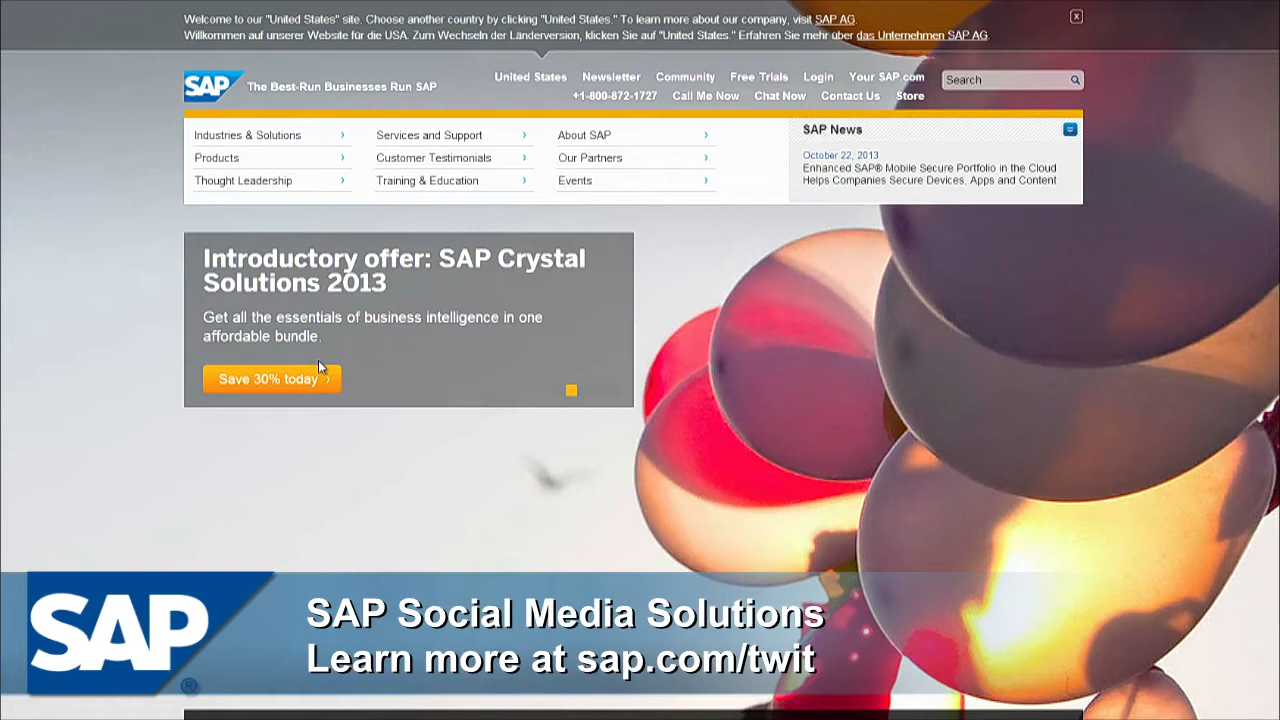 Welcome to our "United States" site. Choose another country by clicking "United States." To learn more about our company, visit SAP AG.
Willkommen auf unserer Website für die USA. Zum Wechseln der Länderversion, klicken Sie auf "United States." Erfahren Sie mehr über das Unternehmen SAP AG.
x
SAP The Best-Run Businesses Run SAP
United States Newsletter Community Free Trials Login Your SAP.com
+1-800-872-1727 Call Me Now Chat Now Contact Us Store
Search
Industries & Solutions Services and Support About SAP
Products Customer Testimonials Our Partners
Thought Leadership Training & Education Events
SAP News
October 22, 2013
Enhanced SAP® Mobile Secure Portfolio in the Cloud
Helps Companies Secure Devices, Apps and Content
Introductory offer: SAP Crystal
Solutions 2013
Get all the essentials of business intelligence in one
affordable bundle.
Save 30% today ›
SAP ®
SAP Social Media Solutions
Learn more at sap.com/twit